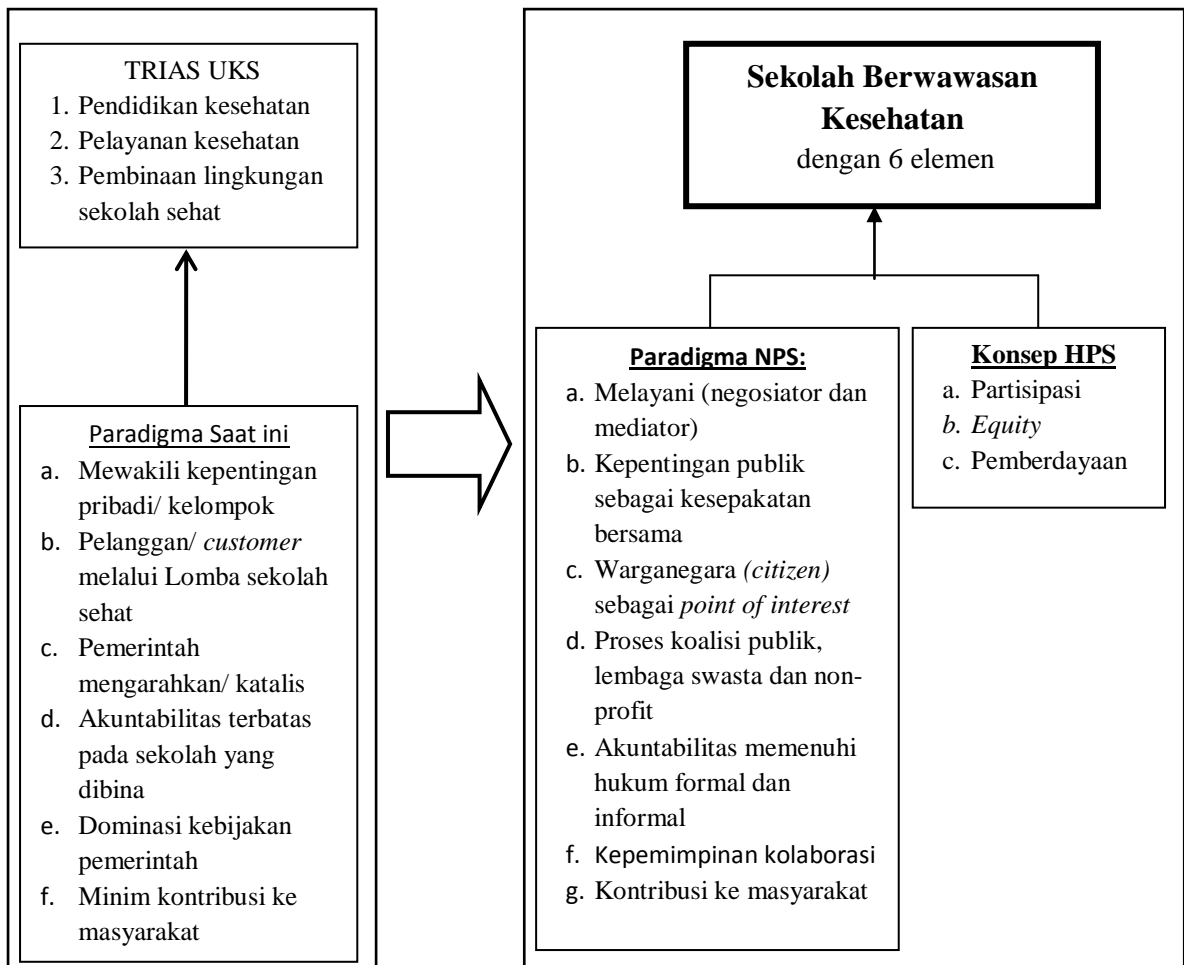 TRIAS UKS
1. Pendidikan kesehatan
2. Pelayanan kesehatan
3. Pembinaan lingkungan
sekolah sehat
Paradigma Saat ini
a. Mewakili kepentingan
pribadi/ kelompok
b. Pelanggan/ customer
melalui Lomba sekolah
sehat
c. Pemerintah
mengarahkan/ katalis
d. Akuntabilitas terbatas
pada sekolah yang
dibina
e. Dominasi kebijakan
pemerintah
f. Minim kontribusi ke
masyarakat
Sekolah Berwawasan
Kesehatan
dengan 6 elemen
Paradigma NPS:
a. Melayani (negosiator dan
mediator)
b. Kepentingan publik
sebagai kesepakatan
bersama
c. Warganegara (citizen)
sebagai point of interest
d. Proses koalisi publik,
lembaga swasta dan non-
profit
e. Akuntabilitas memenuhi
hukum formal dan
informal
f. Kepemimpinan kolaborasi
g. Kontribusi ke masyarakat
Konsep HPS
a. Partisipasi
b. Equity
c. Pemberdayaan